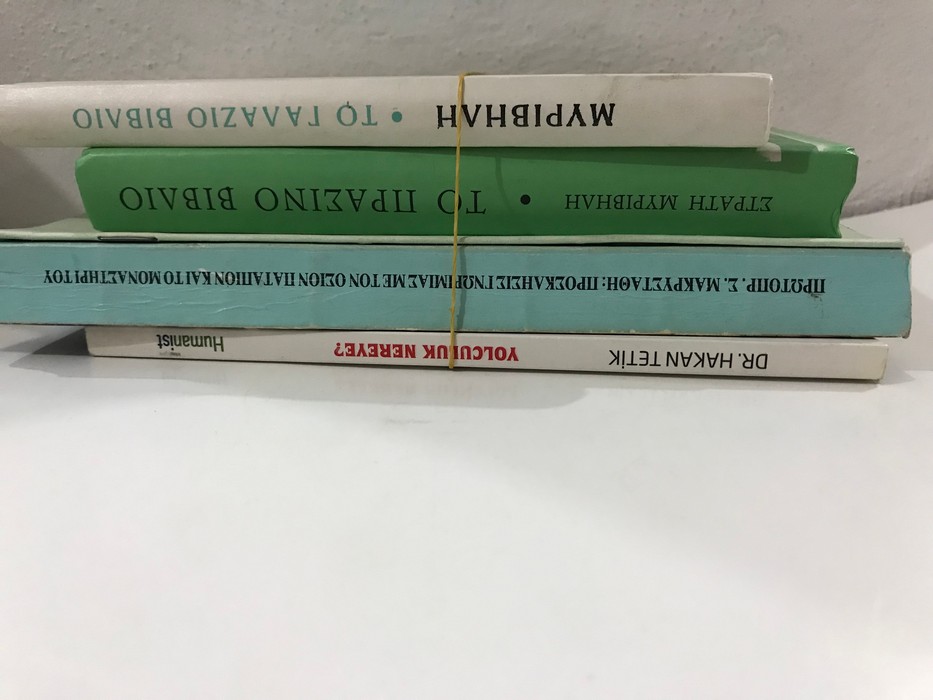 ΜΥΡΙΒΗΛΗ • ΤΟ ΓΑΛΑΖΙΟ ΒΙΒΛΙΟ
ΣΤΡΑΤΗ ΜΥΡΙΒΗΛΗ • ΤΟ ΠΡΑΣΙΝΟ ΒΙΒΛΙΟ
ΠΡΩΤΟΠΡ. Σ. ΜΑΚΡΥΣΤΑΘΗ: ΠΡΟΣΚΛΗΣΕΙΣ ΓΝΩΡΙΜΙΑΣ ΜΕ ΤΟΝ ΟΣΙΟΝ ΠΑΤΑΠΙΟΝ ΚΑΙ ΤΟ ΜΟΝΑΣΤΗΡΙ ΤΟΥ
DR. HAKAN TETİK YOLCULUK NEREYE? Humanist